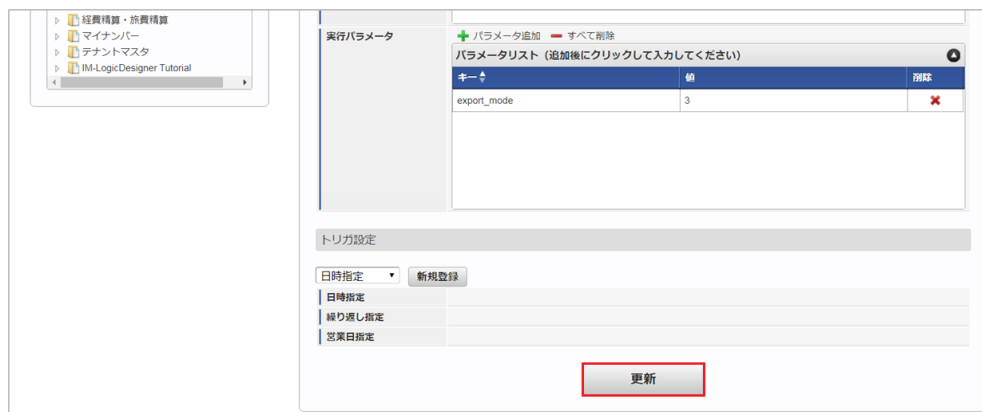 経費精算・旅費精算
マイナンバー
テナントマスタ
IM-LogicDesigner Tutorial
実行パラメータ
パラメータ追加 すべて削除
パラメータリスト（追加後にクリックして入力してください）
キー 値 削除
export_mode 3
トリガ設定
日時指定 新規登録
日時指定
繰り返し指定
営業日指定
更新